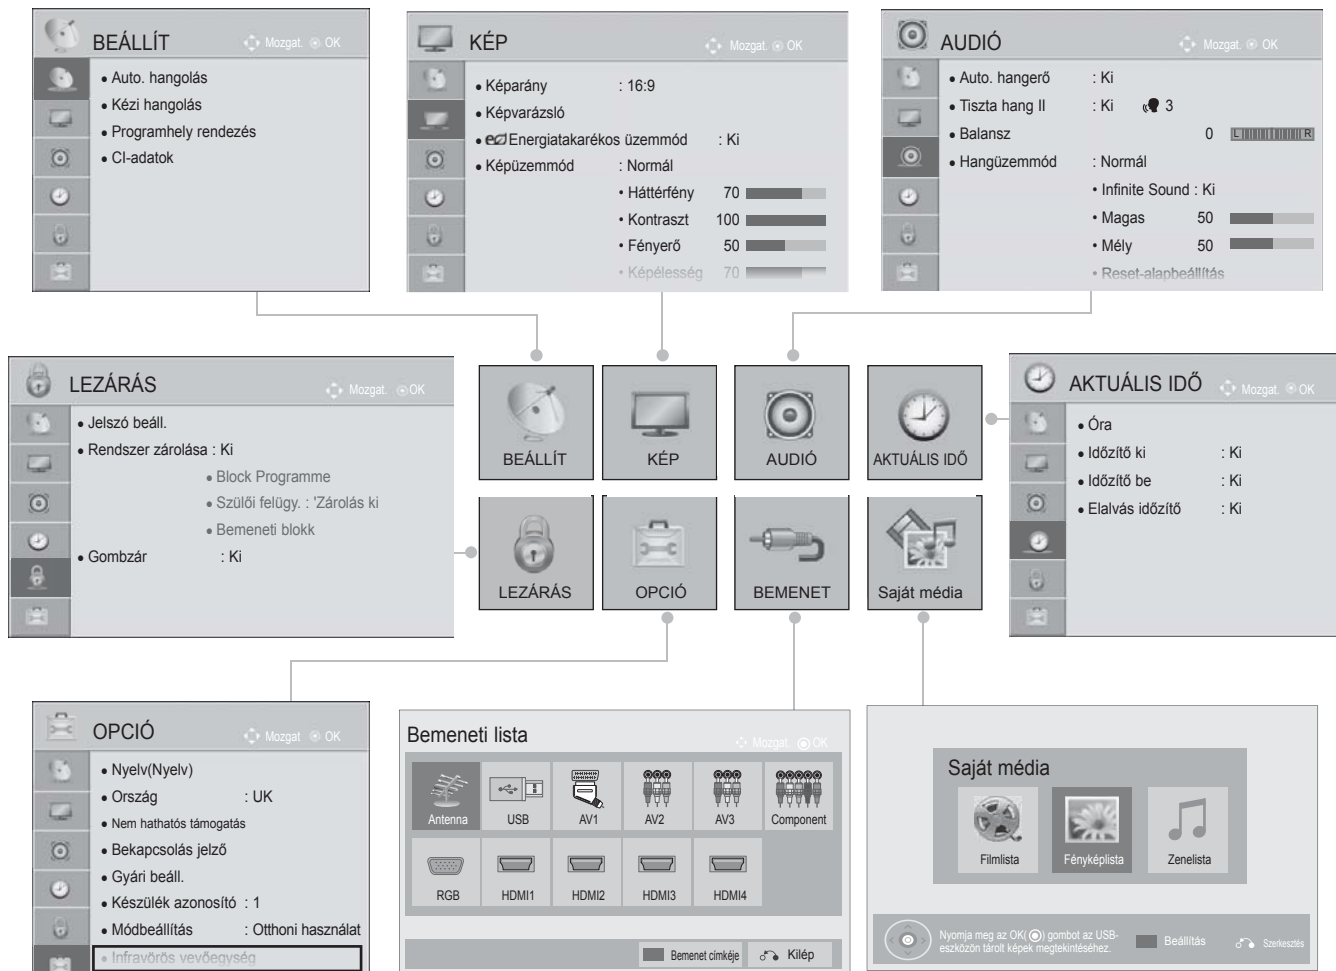 BEÁLLÍT
Mozgat. OK
• Auto. hangolás
• Kézi hangolás
• Programhely rendezés
• CI-adatok
KÉP
Mozgat. OK
• Képarány : 16:9
• Képvarázsló
• Energiatakarékos üzemmód : Ki
• Képüzemmód : Normál
• Háttérfény 70
• Kontraszt 100
• Fényerő 50
• Képélesség 70
AUDIÓ
Mozgat. OK
• Auto. hangerő : Ki
• Tiszta hang II : Ki 3
• Balansz 0 L R
• Hangüzemmód : Normál
• Infinite Sound : Ki
• Magas 50
• Mély 50
• Reset-alapbeállítás
LEZÁRÁS
Mozgat. OK
• Jelszó beáll.
• Rendszer zárolása : Ki
• Block Programme
• Szülői felügy. : 'Zárolás ki
• Bemeneti blokk
• Gombzár : Ki
BEÁLLÍT
KÉP
AUDIÓ
AKTUÁLIS IDŐ
LEZÁRÁS
OPCIÓ
BEMENET
Saját média
AKTUÁLIS IDŐ
Mozgat. OK
• Óra
• Időzítő ki : Ki
• Időzítő be : Ki
• Elalvás időzítő : Ki
OPCIÓ
Mozgat OK
• Nyelv(Nyelv)
• Ország : UK
• Nem hathatós támogatás
• Bekapcsolás jelző
• Gyári beáll.
• Készülék azonosító : 1
• Módbeállítás : Otthoni használat
• Infravörös vevőegység
Bemeneti lista
Mozgat. OK
Antenna
USB
AV1
AV2
AV3
Component
RGB
HDMI1
HDMI2
HDMI3
HDMI4
Bemenet címkéje
Kilép
Saját média
Filmlista
Fényképlista
Zenelista
Nyomja meg az OK( ) gombot az USB-
eszközön tárolt képek megtekintéséhez.
Beállítás
Szerkesztés